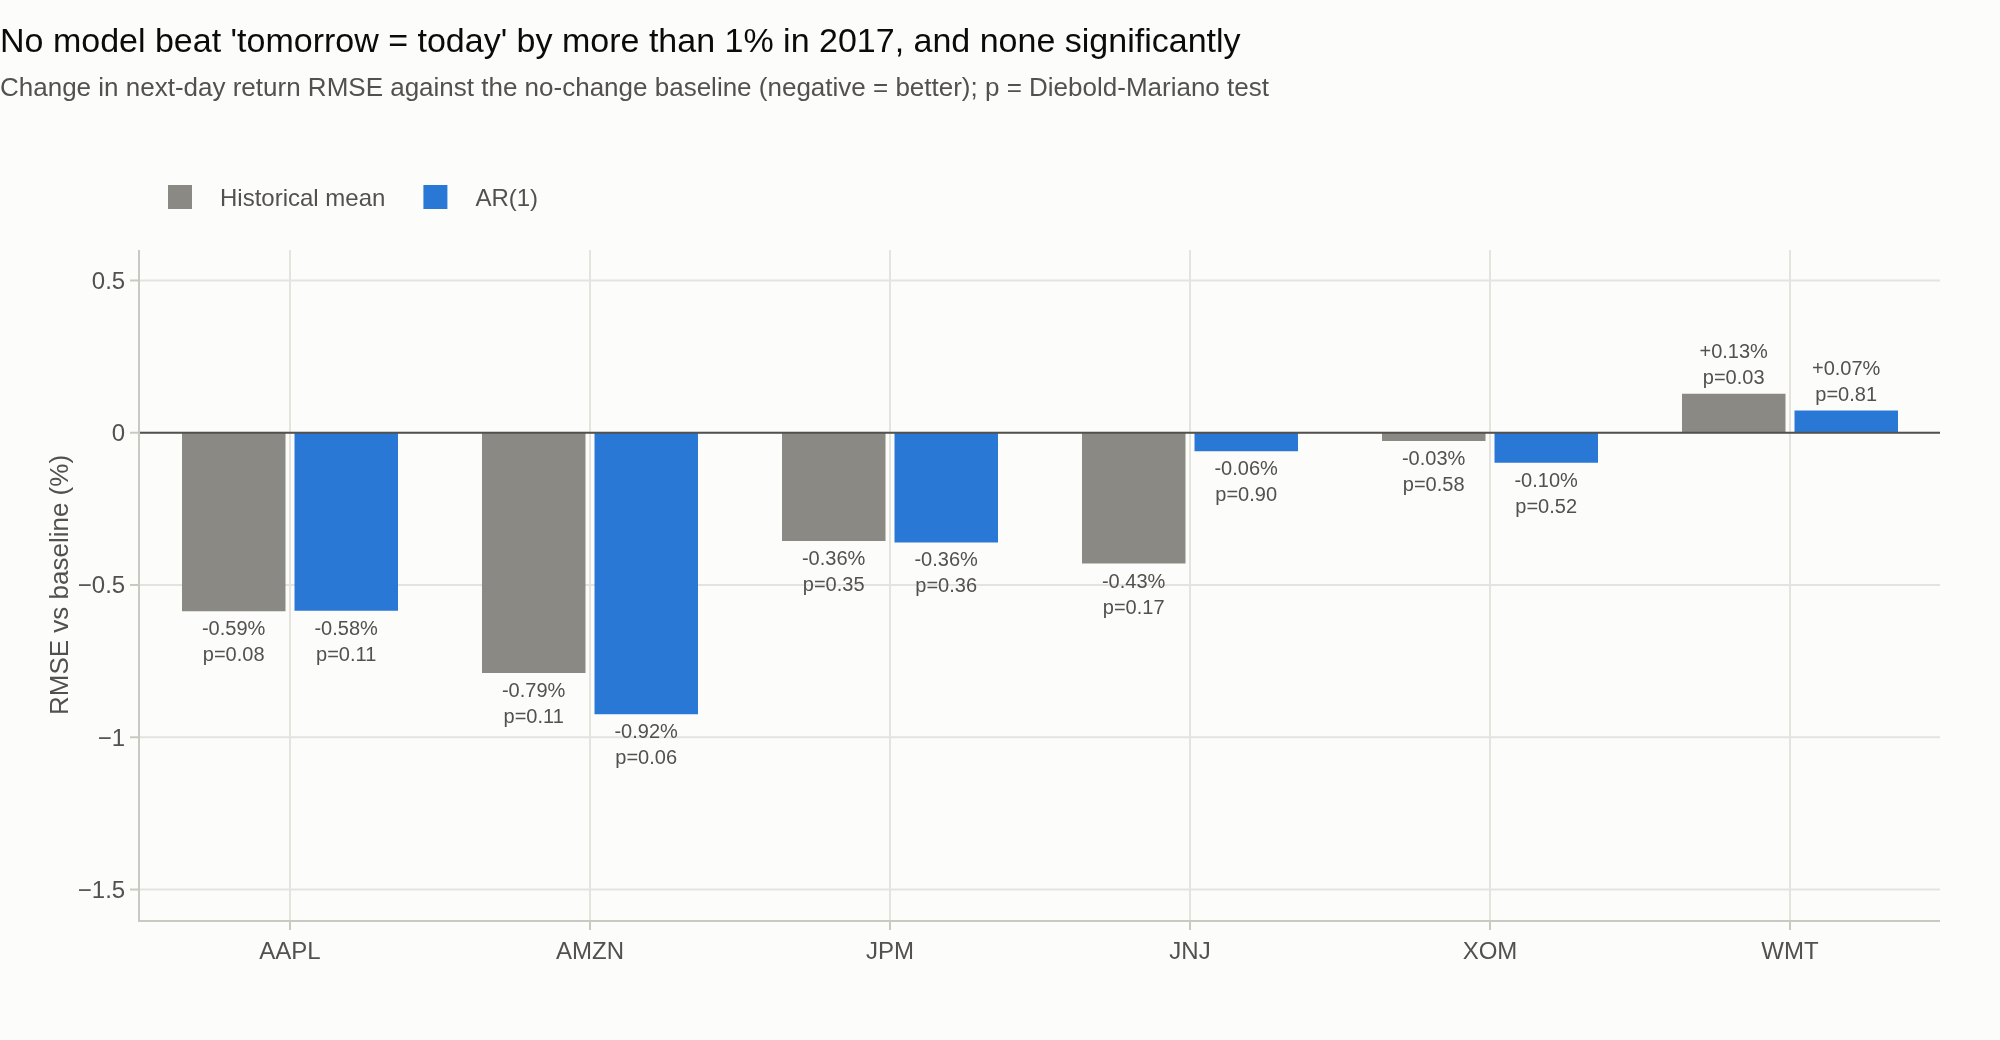 No model beat 'tomorrow = today' by more than 1% in 2017, and none significantly
Change in next-day return RMSE against the no-change baseline (negative = better); p = Diebold-Mariano test
Historical mean
AR(1)
RMSE vs baseline (%)
0.5
0
−0.5
−1
−1.5
-0.59%
p=0.08
-0.58%
p=0.11
-0.79%
p=0.11
-0.92%
p=0.06
-0.36%
p=0.35
-0.36%
p=0.36
-0.43%
p=0.17
-0.06%
p=0.90
-0.03%
p=0.58
-0.10%
p=0.52
+0.13%
p=0.03
+0.07%
p=0.81
AAPL
AMZN
JPM
JNJ
XOM
WMT